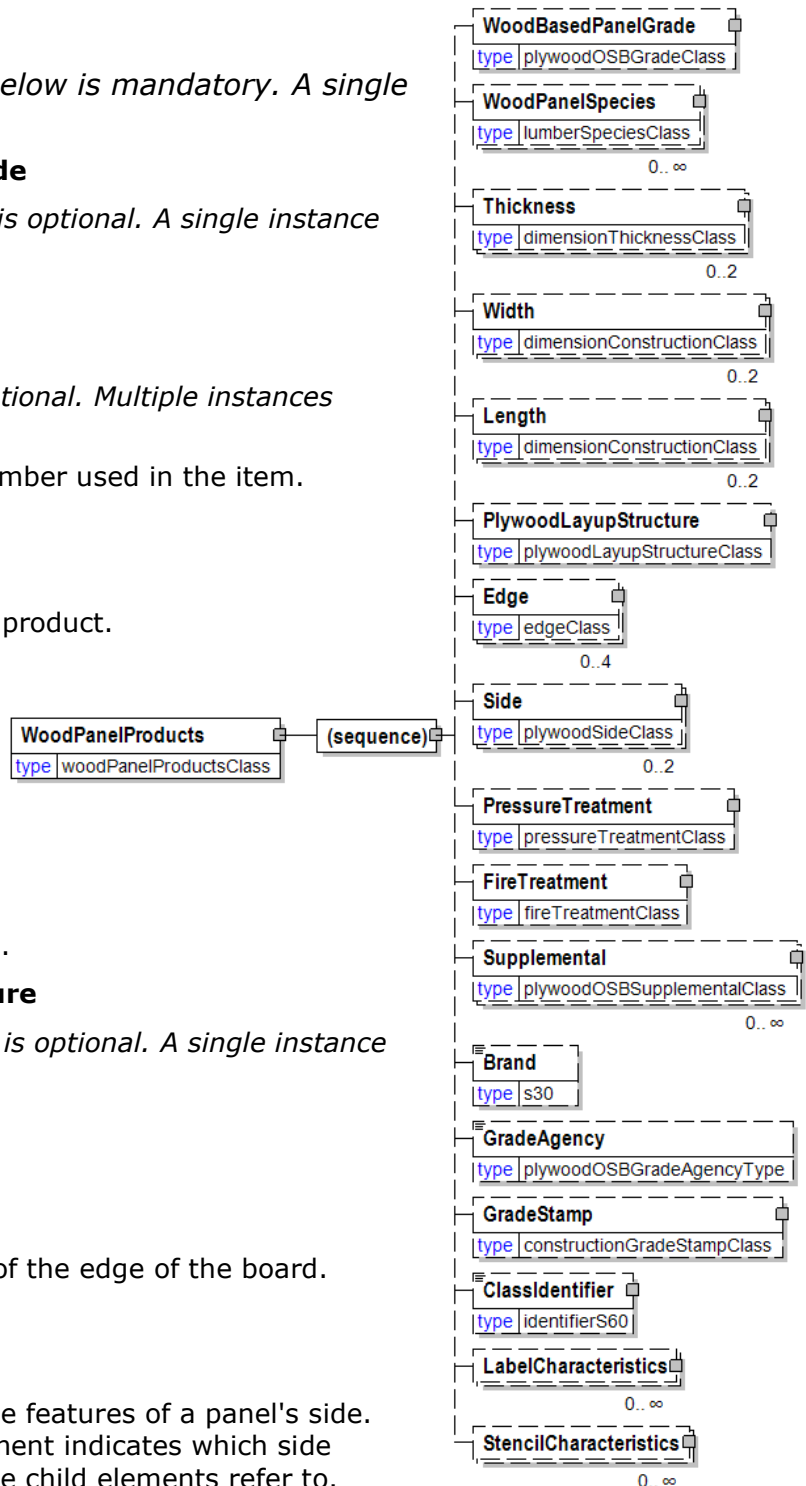 elow is mandatory. A single
de
is optional. A single instance
tional. Multiple instances
mber used in the item.
product.
.
ure
is optional. A single instance
of the edge of the board.
e features of a panel's side.
nent indicates which side
e child elements refer to.
WoodPanelProducts
type woodPanelProductsClass
(sequence)
WoodBasedPanelGrade
type plywoodOSBGradeClass
WoodPanelSpecies
type lumberSpeciesClass
0.. ∞
Thickness
type dimensionThicknessClass
0..2
Width
type dimensionConstructionClass
0..2
Length
type dimensionConstructionClass
0..2
PlywoodLayupStructure
type plywoodLayupStructureClass
Edge
type edgeClass
0..4
Side
type plywoodSideClass
0..2
PressureTreatment
type pressureTreatmentClass
FireTreatment
type fireTreatmentClass
Supplemental
type plywoodOSBSupplementalClass
0.. ∞
Brand
type s30
GradeAgency
type plywoodOSBGradeAgencyType
GradeStamp
type constructionGradeStampClass
ClassIdentifier
type identifierS60
LabelCharacteristics
0.. ∞
StencilCharacteristics
0.. ∞